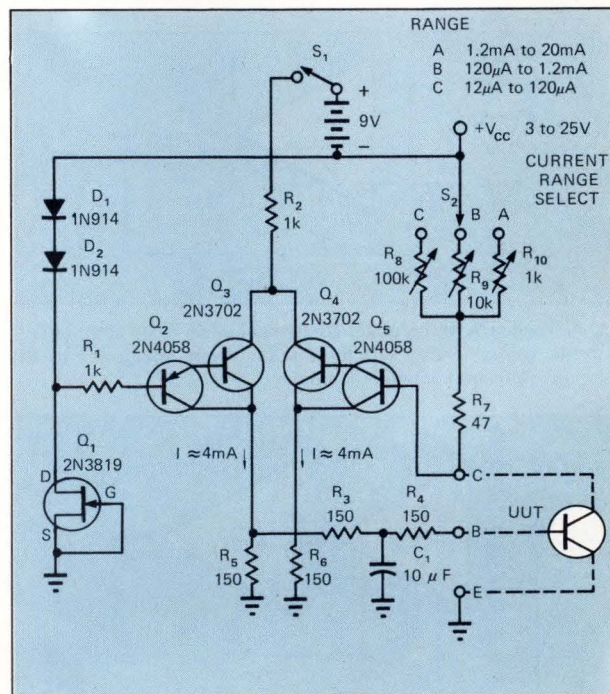 RANGE
A 1.2mA to 20mA
B 120μA to 1.2mA
C 12μA to 120μA
S1
+
9V
−
+VCC 3 to 25V
CURRENT
RANGE
SELECT
D1
1N914
D2
1N914
R2
1k
S2
C
B
A
R8
100k
R9
10k
R10
1k
Q3
2N3702
Q4
2N3702
Q2
2N4058
Q5
2N4058
R1
1k
R7
47
Q1
2N3819
D
G
S
I ≈ 4mA
I ≈ 4mA
C
R3
150
R4
150
B
UUT
R5
150
R6
150
C1
10 μF
E